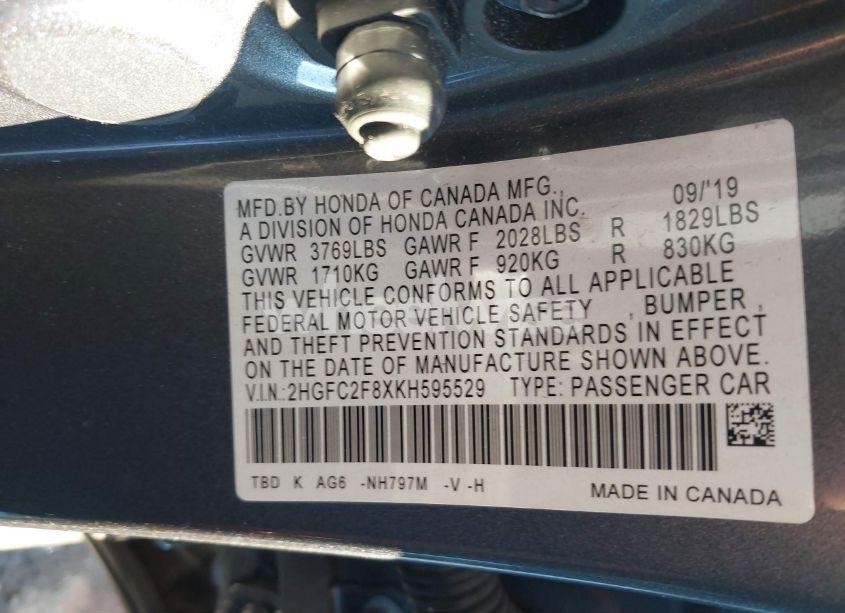 MFD.BY HONDA OF CANADA MFG., 09/'19
A DIVISION OF HONDA CANADA INC.
GVWR 3769LBS GAWR F 2028LBS R 1829LBS
GVWR 1710KG GAWR F 920KG R 830KG
THIS VEHICLE CONFORMS TO ALL APPLICABLE
FEDERAL MOTOR VEHICLE SAFETY , BUMPER ,
AND THEFT PREVENTION STANDARDS IN EFFECT
ON THE DATE OF MANUFACTURE SHOWN ABOVE.
V.I.N.:2HGFC2F8XKH595529 TYPE: PASSENGER CAR
TBD K AG6 -NH797M -V -H
MADE IN CANADA